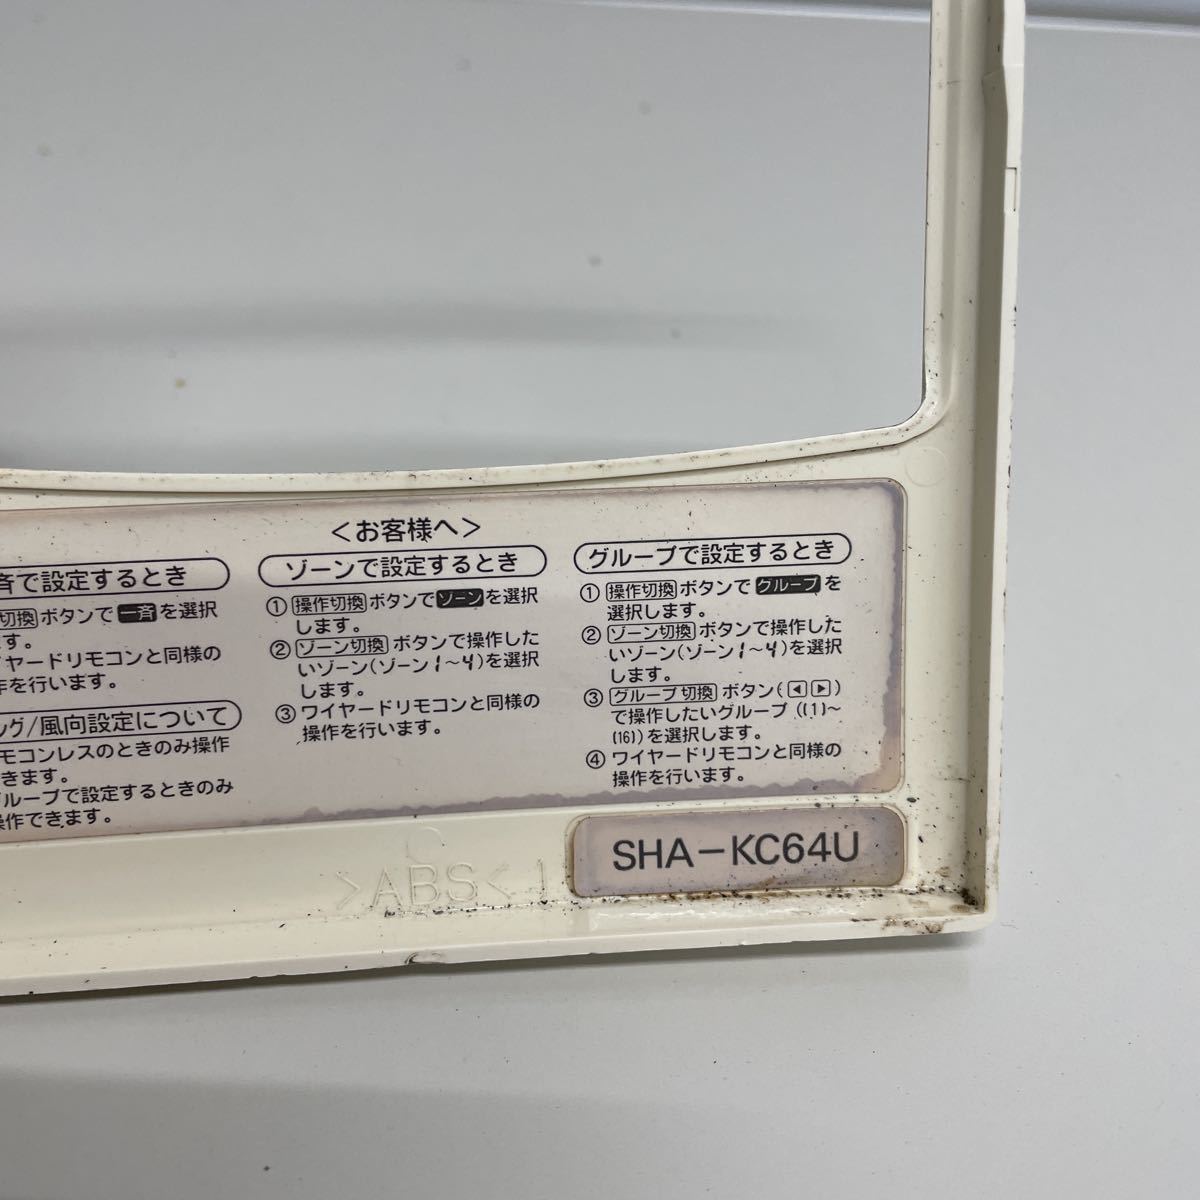 <お客様へ>
斉で設定するとき
切換 ボタンで 一斉 を選択
す。
イヤードリモコンと同様の
作を行います。
ング/風向設定について
モコンレスのときのみ操作
きます。
グループで設定するときのみ
操作できます。
ゾーンで設定するとき
① 操作切換 ボタンで ゾーン を選択
します。
② ゾーン切換 ボタンで操作した
いゾーン(ゾーン1~4)を選択
します。
③ ワイヤードリモコンと同様の
操作を行います。
グループで設定するとき
① 操作切換 ボタンで グループ を
選択します。
② ゾーン切換 ボタンで操作した
いゾーン(ゾーン1~4)を選択
します。
③ グループ切換 ボタン(◀▶)
で操作したいグループ((1)~
(16))を選択します。
④ ワイヤードリモコンと同様の
操作を行います。
SHA-KC64U
>ABS< 1